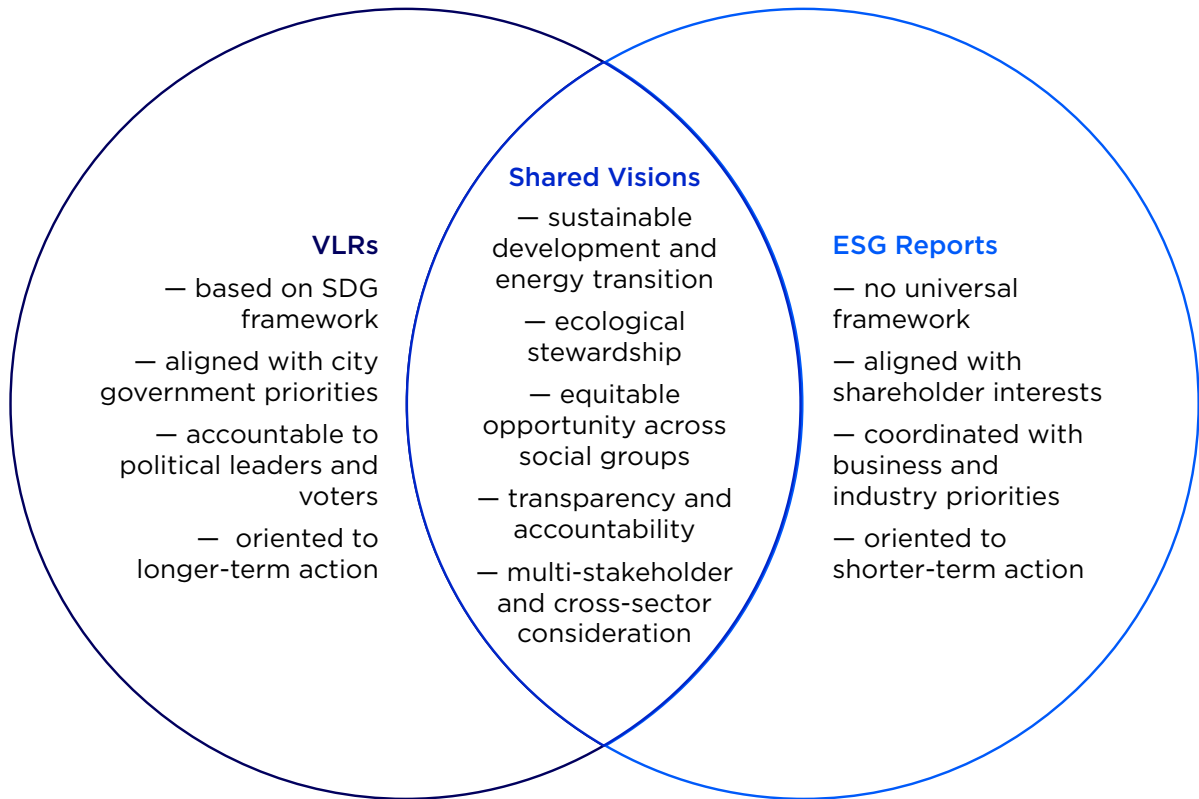 VLRs
— based on SDG
framework
— aligned with city
government priorities
— accountable to
political leaders and
voters
— oriented to
longer-term action
Shared Visions
— sustainable
development and
energy transition
— ecological
stewardship
— equitable
opportunity across
social groups
— transparency and
accountability
— multi-stakeholder
and cross-sector
consideration
ESG Reports
— no universal
framework
— aligned with
shareholder interests
— coordinated with
business and
industry priorities
— oriented to
shorter-term action